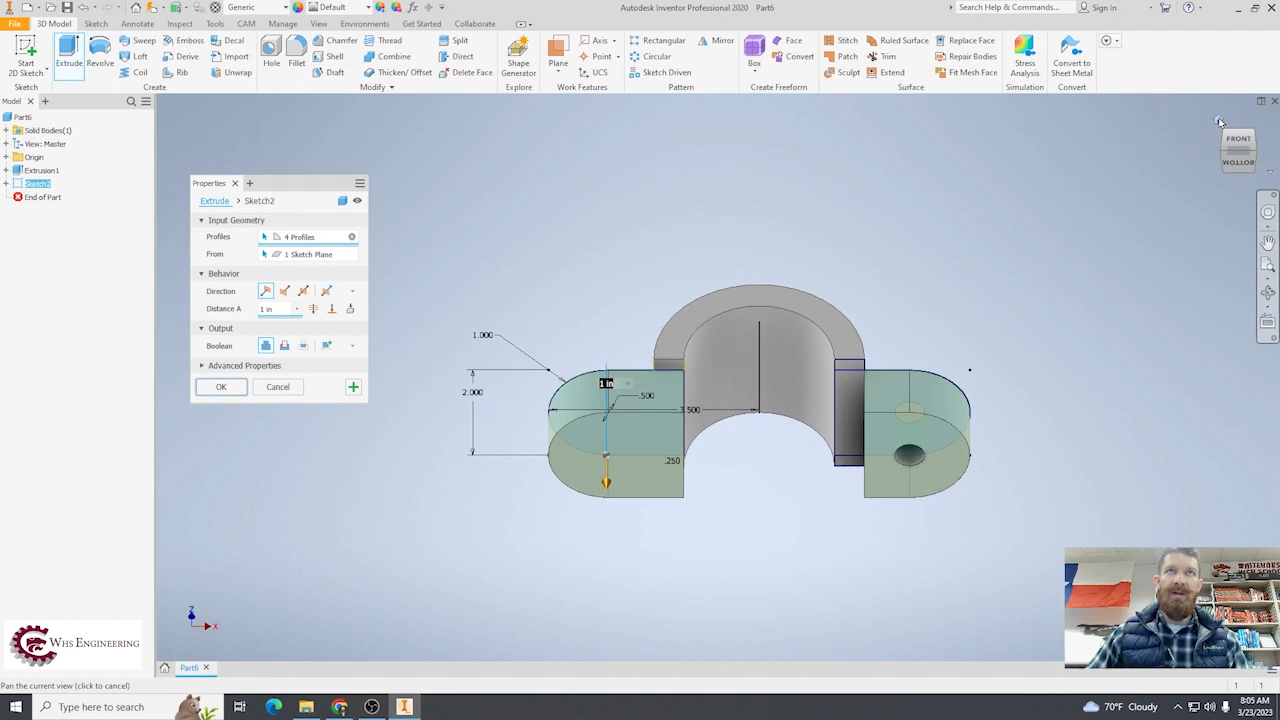 Generic
Default
Autodesk Inventor Professional 2020 Part6
Search Help & Commands...
Sign In
File
3D Model
Sketch
Annotate
Inspect
Tools
CAM
Manage
View
Environments
Get Started
Collaborate
Start
2D Sketch
Sketch
Extrude
Revolve
Sweep
Emboss
Decal
Loft
Derive
Import
Coil
Rib
Unwrap
Create
Hole
Fillet
Chamfer
Thread
Split
Shell
Combine
Direct
Draft
Thicken/ Offset
Delete Face
Modify
Shape
Generator
Explore
Plane
Axis
Point
UCS
Work Features
Rectangular
Mirror
Circular
Sketch Driven
Pattern
Box
Face
Convert
Create Freeform
Stitch
Ruled Surface
Replace Face
Patch
Trim
Repair Bodies
Sculpt
Extend
Fit Mesh Face
Surface
Stress
Analysis
Simulation
Convert to
Sheet Metal
Convert
Model
Part6
Solid Bodies(1)
View: Master
Origin
Extrusion1
Sketch2
End of Part
Properties
Extrude > Sketch2
Input Geometry
Profiles
4 Profiles
From
1 Sketch Plane
Behavior
Direction
Distance A
1 in
Output
Boolean
Advanced Properties
OK
Cancel
FRONT
BOTTOM
1.000
2.000
1 in
.500
3.500
.250
Z
X
WHS ENGINEERING
Part6
Pan the current view (click to cancel)
1
1
Type here to search
70°F Cloudy
8:05 AM
3/23/2023